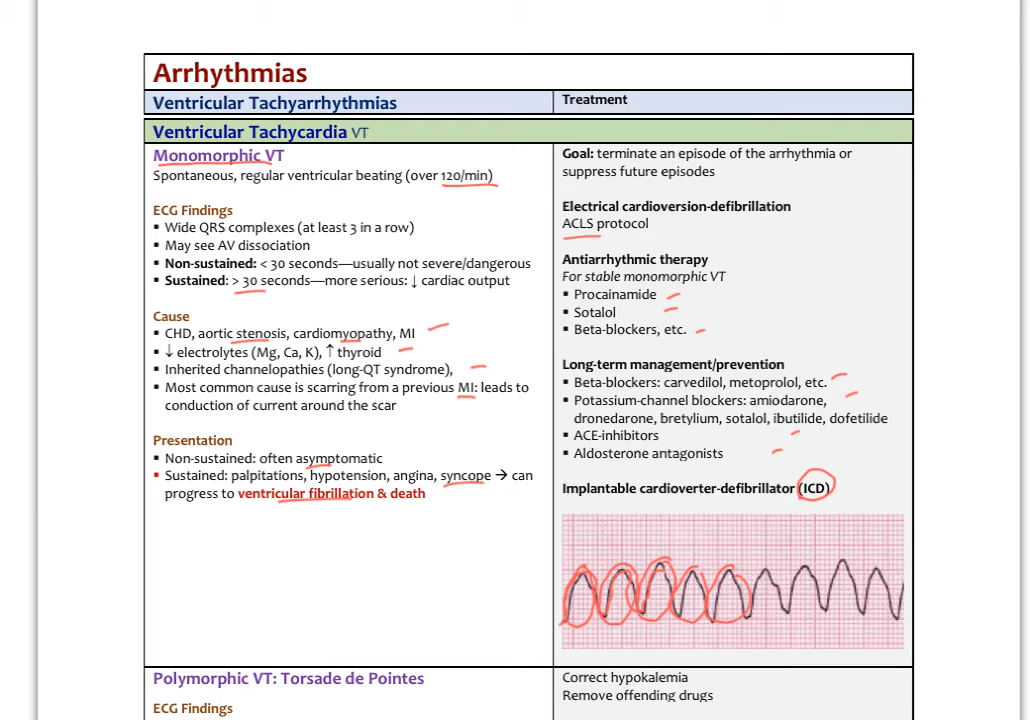 Arrhythmias
Ventricular Tachyarrhythmias
Treatment
Ventricular Tachycardia VT
Monomorphic VT
Spontaneous, regular ventricular beating (over 120/min)
ECG Findings
▪ Wide QRS complexes (at least 3 in a row)
▪ May see AV dissociation
▪ Non-sustained: < 30 seconds—usually not severe/dangerous
▪ Sustained: > 30 seconds—more serious: ↓ cardiac output
Cause
▪ CHD, aortic stenosis, cardiomyopathy, MI
▪ ↓ electrolytes (Mg, Ca, K), ↑ thyroid
▪ Inherited channelopathies (long-QT syndrome),
▪ Most common cause is scarring from a previous MI: leads to
conduction of current around the scar
Presentation
▪ Non-sustained: often asymptomatic
▪ Sustained: palpitations, hypotension, angina, syncope → can
progress to ventricular fibrillation & death
Goal: terminate an episode of the arrhythmia or
suppress future episodes
Electrical cardioversion-defibrillation
ACLS protocol
Antiarrhythmic therapy
For stable monomorphic VT
▪ Procainamide
▪ Sotalol
▪ Beta-blockers, etc.
Long-term management/prevention
▪ Beta-blockers: carvedilol, metoprolol, etc.
▪ Potassium-channel blockers: amiodarone,
dronedarone, bretylium, sotalol, ibutilide, dofetilide
▪ ACE-inhibitors
▪ Aldosterone antagonists
Implantable cardioverter-defibrillator (ICD)
Polymorphic VT: Torsade de Pointes
ECG Findings
Correct hypokalemia
Remove offending drugs